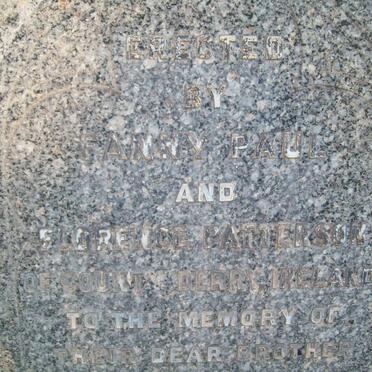 ERECTED
BY
FANNY PAUL
AND
FLORENCE PATTERSON
OF COUNTY DERRY, IRELAND
TO THE MEMORY OF
THEIR DEAR BROTHER